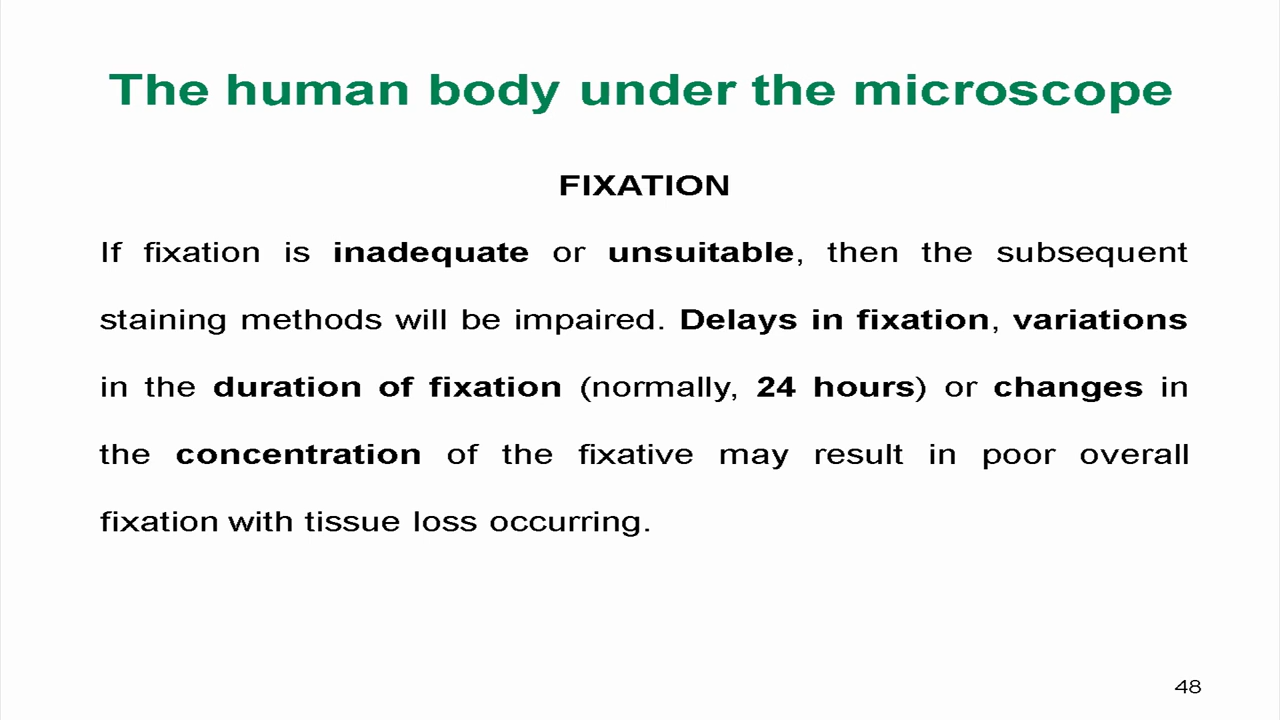 The human body under the microscope
FIXATION
If fixation is inadequate or unsuitable, then the subsequent
staining methods will be impaired. Delays in fixation, variations
in the duration of fixation (normally, 24 hours) or changes in
the concentration of the fixative may result in poor overall
fixation with tissue loss occurring.
48